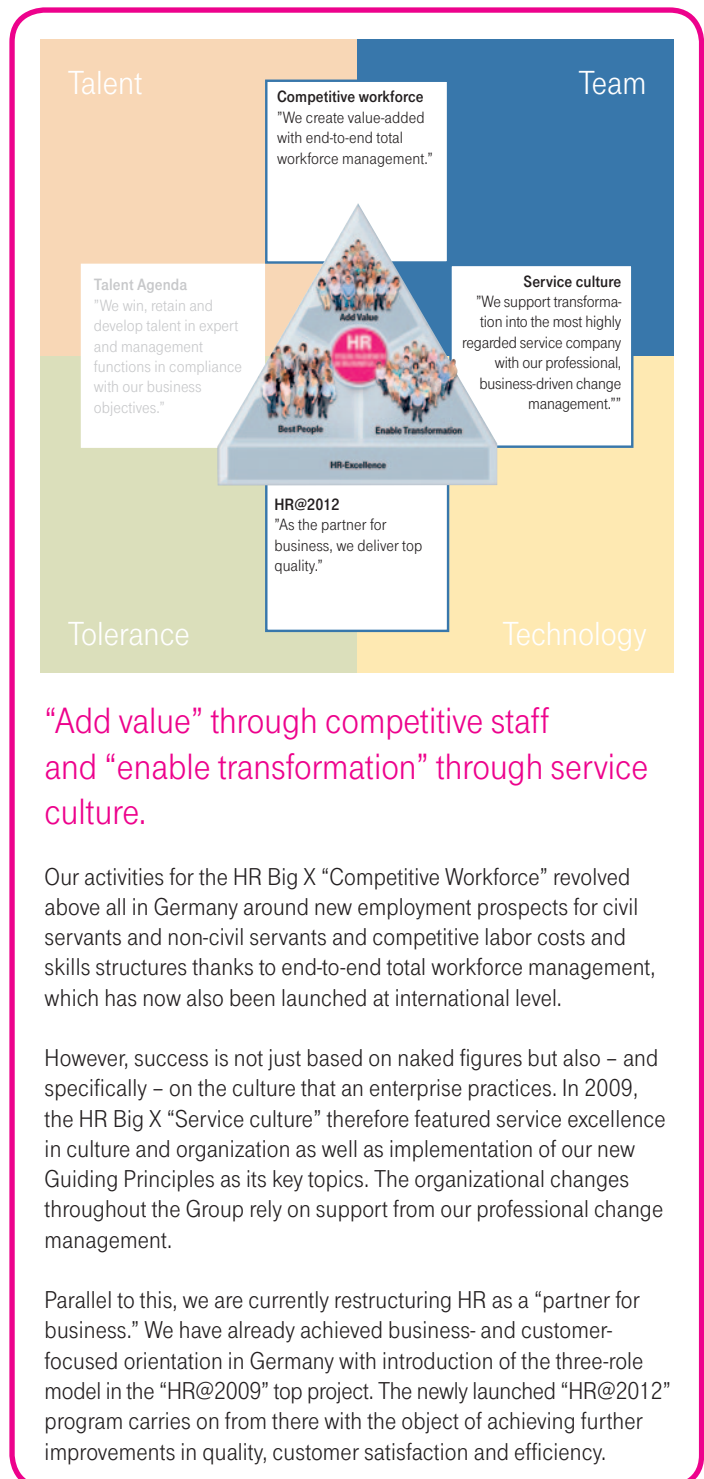 Talent
Team
Competitive workforce
"We create value-added
with end-to-end total
workforce management."
Talent Agenda
"We win, retain and
develop talent in expert
and management
functions in compliance
with our business
objectives."
Service culture
"We support transforma-
tion into the most highly
regarded service company
with our professional,
business-driven change
management.""
Add Value
HR
Best People
Enable Transformation
HR-Excellence
HR@2012
"As the partner for
business, we deliver top
quality."
Tolerance
Technology
“Add value” through competitive staff
and “enable transformation” through service
culture.
Our activities for the HR Big X “Competitive Workforce” revolved
above all in Germany around new employment prospects for civil
servants and non-civil servants and competitive labor costs and
skills structures thanks to end-to-end total workforce management,
which has now also been launched at international level.
However, success is not just based on naked figures but also – and
specifically – on the culture that an enterprise practices. In 2009,
the HR Big X “Service culture” therefore featured service excellence
in culture and organization as well as implementation of our new
Guiding Principles as its key topics. The organizational changes
throughout the Group rely on support from our professional change
management.
Parallel to this, we are currently restructuring HR as a “partner for
business.” We have already achieved business- and customer-
focused orientation in Germany with introduction of the three-role
model in the “HR@2009” top project. The newly launched “HR@2012”
program carries on from there with the object of achieving further
improvements in quality, customer satisfaction and efficiency.